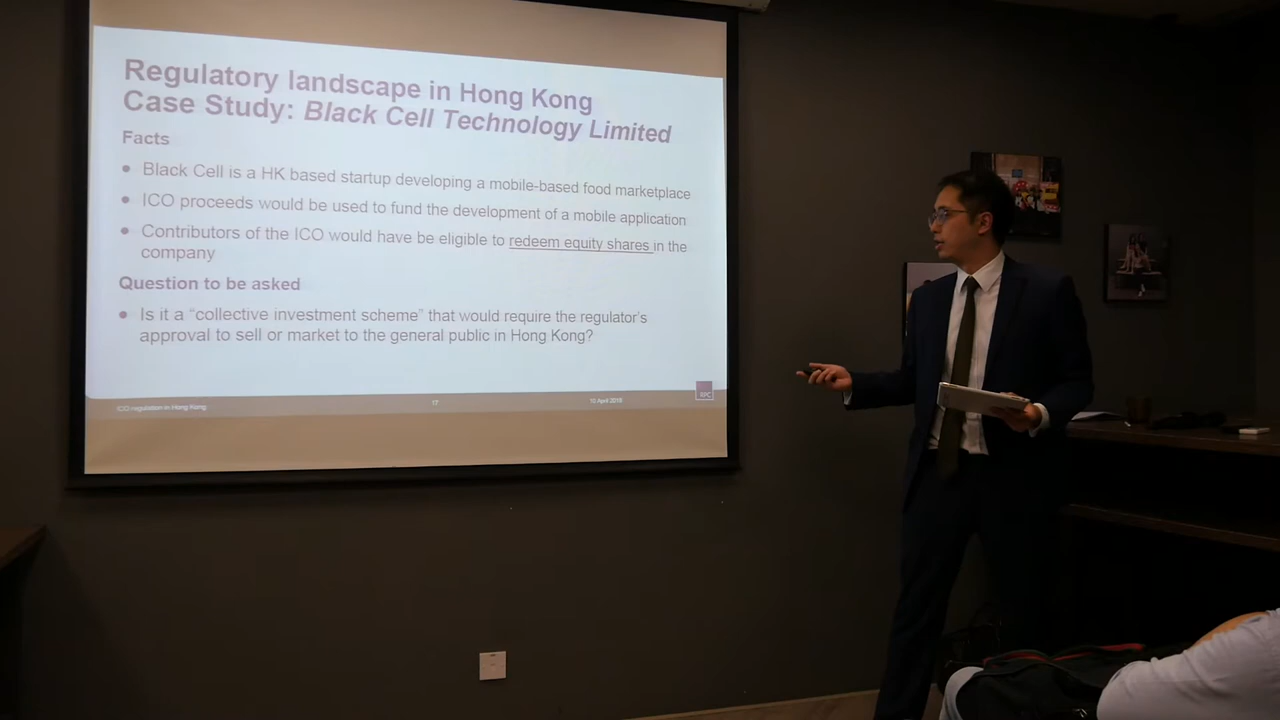 Regulatory landscape in Hong Kong
Case Study: Black Cell Technology Limited
Facts
• Black Cell is a HK based startup developing a mobile-based food marketplace
• ICO proceeds would be used to fund the development of a mobile application
• Contributors of the ICO would have be eligible to redeem equity shares in the
company
Question to be asked
• Is it a “collective investment scheme” that would require the regulator’s
approval to sell or market to the general public in Hong Kong?
ICO regulation in Hong Kong
17
10 April 2018
RPC